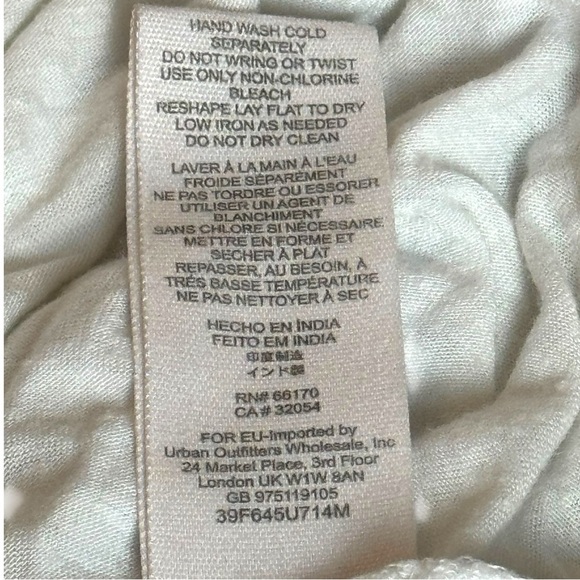 HAND WASH COLD
SEPARATELY
DO NOT WRING OR TWIST
USE ONLY NON-CHLORINE
BLEACH
RESHAPE LAY FLAT TO DRY
LOW IRON AS NEEDED
DO NOT DRY CLEAN
LAVER À LA MAIN À L'EAU
FROIDE SÉPARÉMENT
NE PAS TORDRE OU ESSORER
UTILISER UN AGENT DE
BLANCHIMENT
SANS CHLORE SI NÉCESSAIRE
METTRE EN FORME ET
SECHER À PLAT
REPASSER, AU BESOIN, À
TRÈS BASSE TEMPÉRATURE
NE PAS NETTOYER À SEC
HECHO EN INDIA
FEITO EM INDIA
印度制造
インド製
RN# 66170
CA# 32054
FOR EU-Imported by
Urban Outfitters Wholesale, Inc
24 Market Place, 3rd Floor
London UK W1W 8AN
GB 975119105
39F645U714M